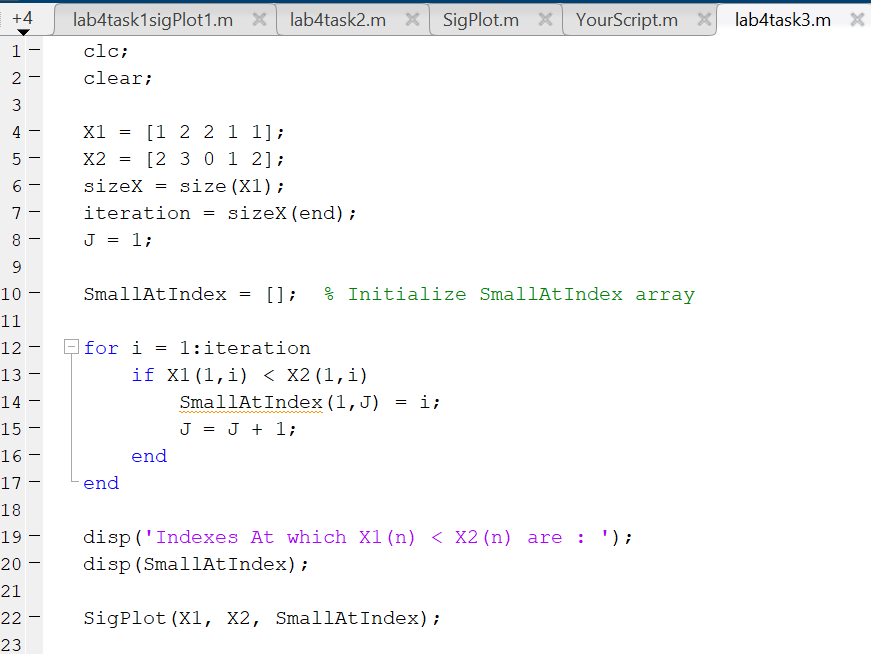 +4 lab4task1sigPlot1.m × lab4task2.m × SigPlot.m × YourScript.m × lab4task3.m ×
1 – clc;
2 – clear;
3
4 – X1 = [1 2 2 1 1];
5 – X2 = [2 3 0 1 2];
6 – sizeX = size(X1);
7 – iteration = sizeX(end);
8 – J = 1;
9
10 – SmallAtIndex = []; % Initialize SmallAtIndex array
11
12 – for i = 1:iteration
13 – if X1(1,i) < X2(1,i)
14 – SmallAtIndex(1,J) = i;
15 – J = J + 1;
16 – end
17 – end
18
19 – disp('Indexes At which X1(n) < X2(n) are : ');
20 – disp(SmallAtIndex);
21
22 – SigPlot(X1, X2, SmallAtIndex);
23